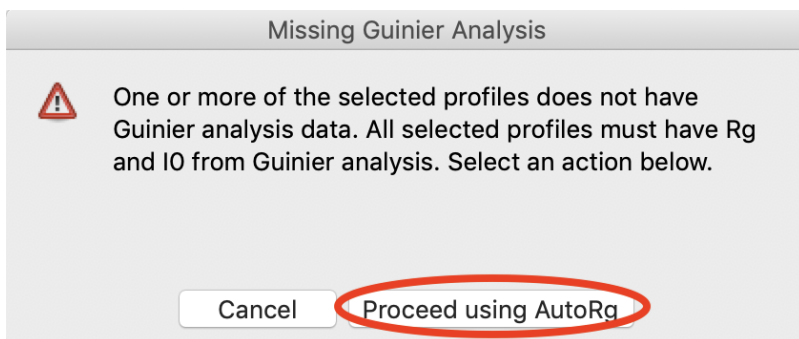 Missing Guinier Analysis
One or more of the selected profiles does not have
Guinier analysis data. All selected profiles must have Rg
and I0 from Guinier analysis. Select an action below.
Cancel
Proceed using AutoRg